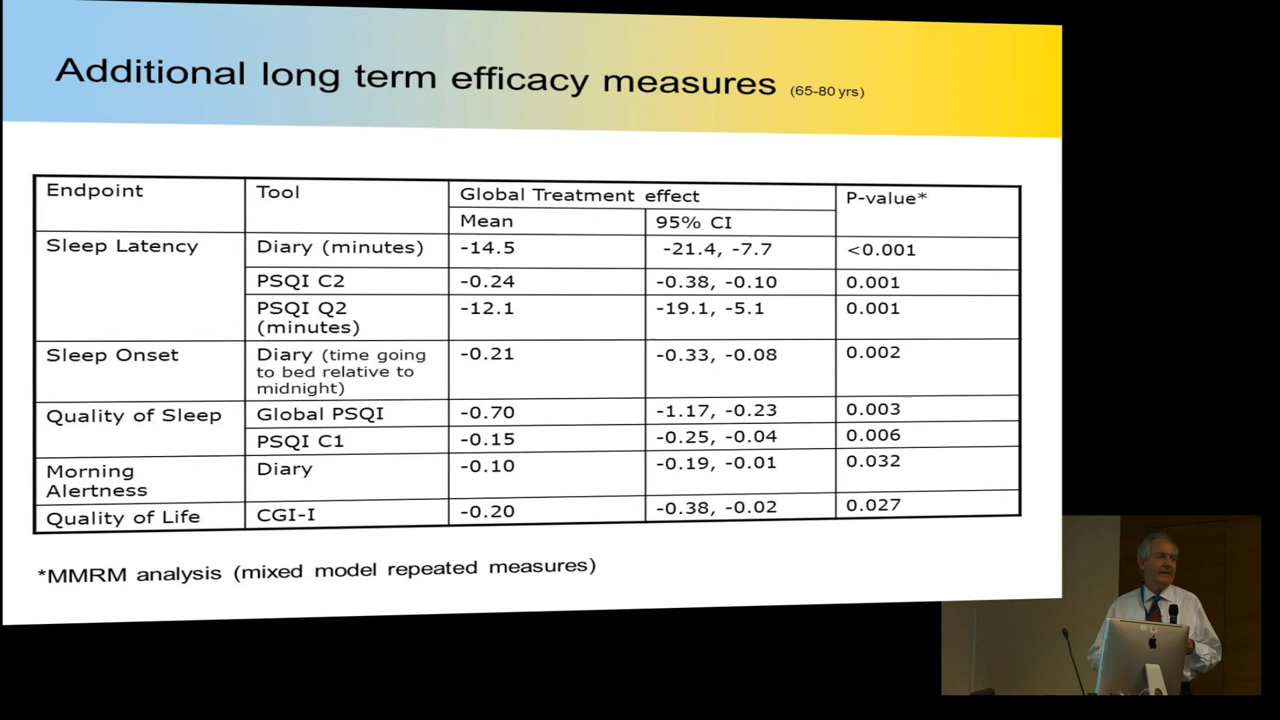 Additional long term efficacy measures (65-80 yrs)
Endpoint Tool Global Treatment effect P-value*
Mean 95% CI
Sleep Latency Diary (minutes) -14.5 -21.4, -7.7 <0.001
PSQI C2 -0.24 -0.38, -0.10 0.001
PSQI Q2 -12.1 -19.1, -5.1 0.001
(minutes)
Sleep Onset Diary (time going -0.21 -0.33, -0.08 0.002
to bed relative to
midnight)
Quality of Sleep Global PSQI -0.70 -1.17, -0.23 0.003
PSQI C1 -0.15 -0.25, -0.04 0.006
Morning Diary -0.10 -0.19, -0.01 0.032
Alertness
Quality of Life CGI-I -0.20 -0.38, -0.02 0.027
*MMRM analysis (mixed model repeated measures)